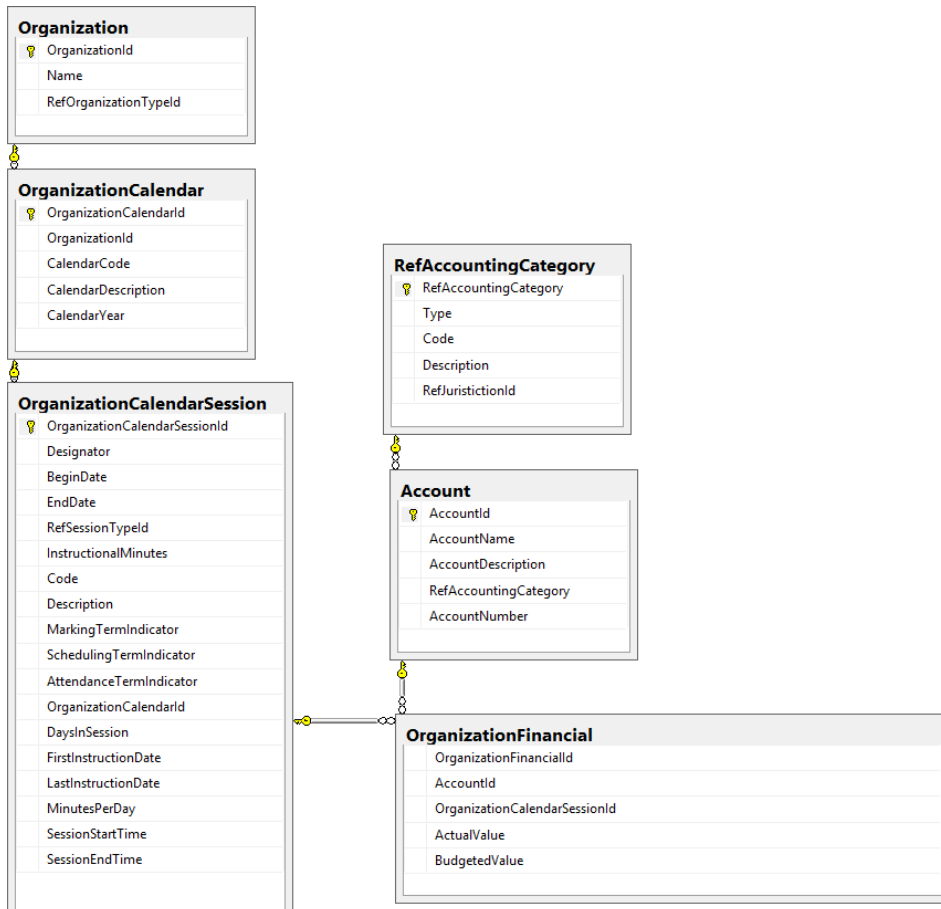 Organization
OrganizationId
Name
RefOrganizationTypeId
OrganizationCalendar
OrganizationCalendarId
OrganizationId
CalendarCode
CalendarDescription
CalendarYear
OrganizationCalendarSession
OrganizationCalendarSessionId
Designator
BeginDate
EndDate
RefSessionTypeId
InstructionalMinutes
Code
Description
MarkingTermIndicator
SchedulingTermIndicator
AttendanceTermIndicator
OrganizationCalendarId
DaysInSession
FirstInstructionDate
LastInstructionDate
MinutesPerDay
SessionStartTime
SessionEndTime
RefAccountingCategory
RefAccountingCategory
Type
Code
Description
RefJuristictionId
Account
AccountId
AccountName
AccountDescription
RefAccountingCategory
AccountNumber
OrganizationFinancial
OrganizationFinancialId
AccountId
OrganizationCalendarSessionId
ActualValue
BudgetedValue